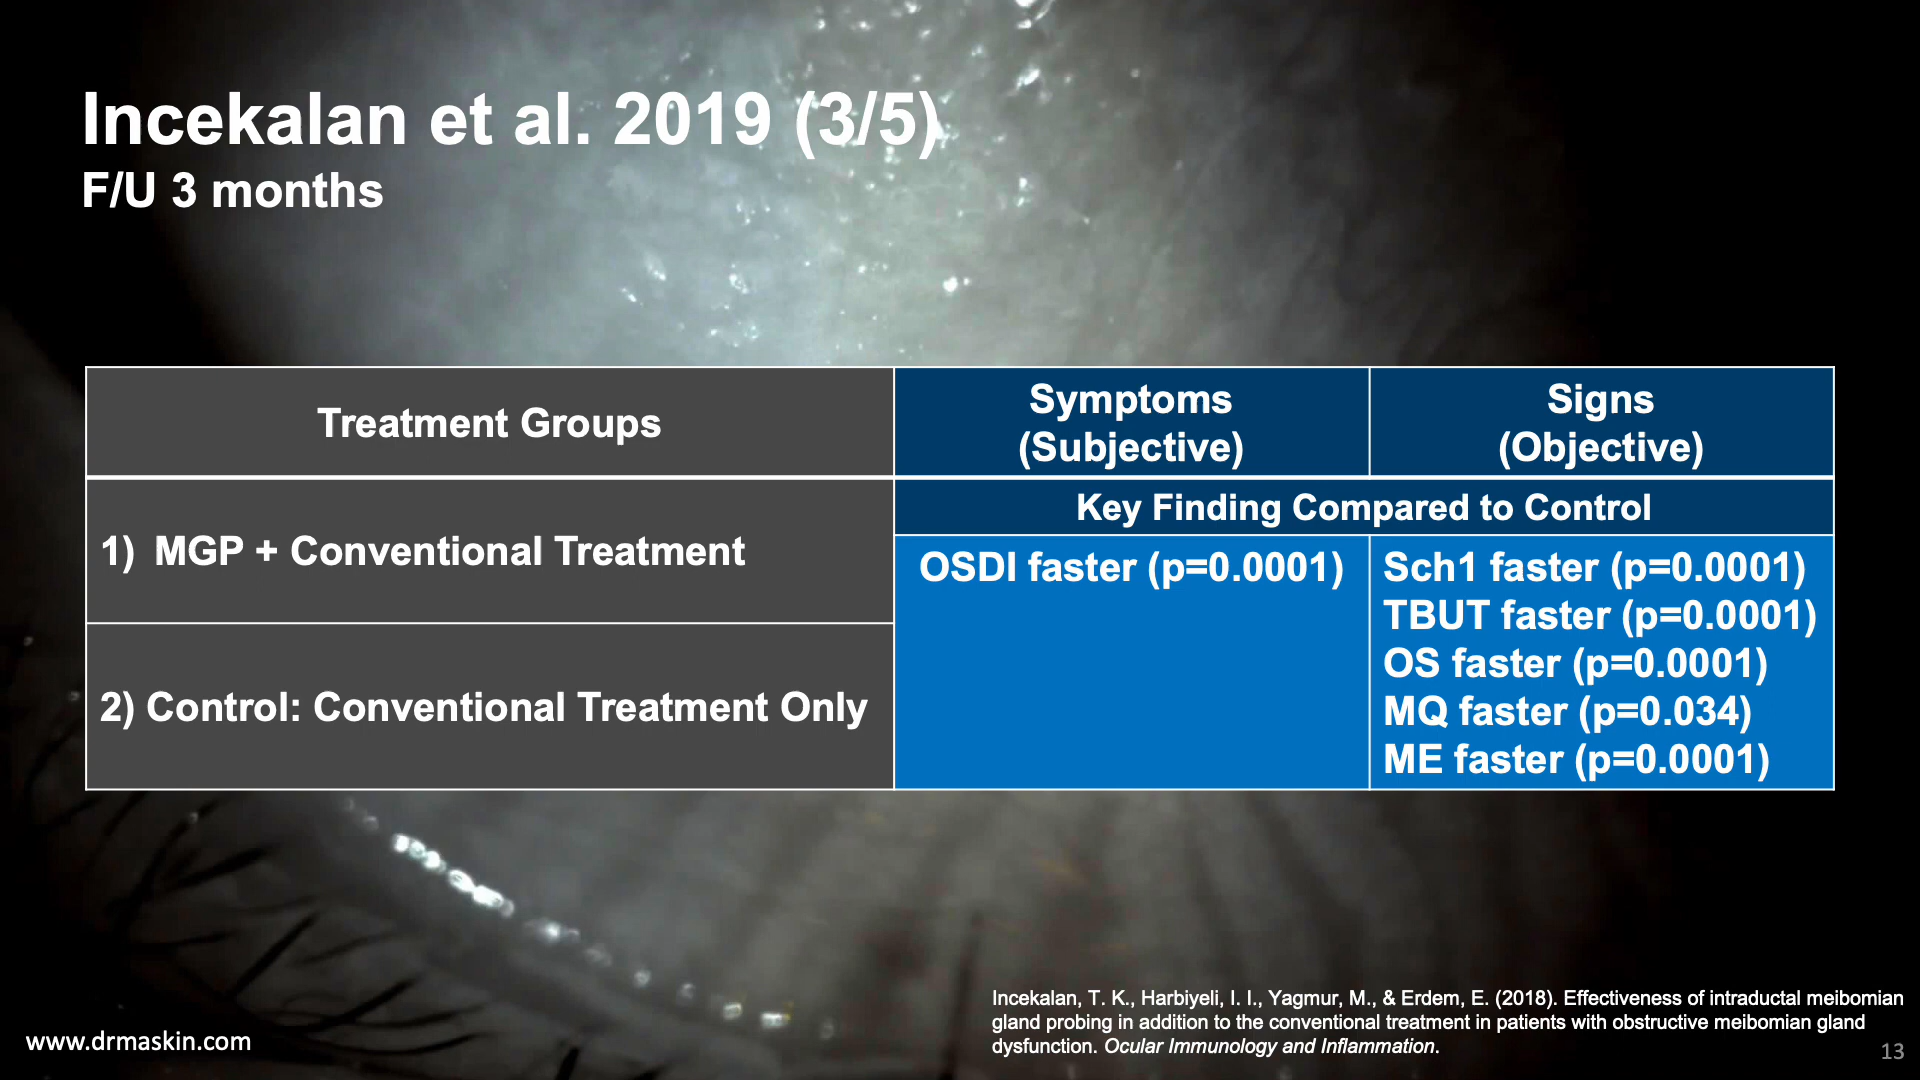 Incekalan et al. 2019 (3/5)
F/U 3 months
Treatment Groups
Symptoms
(Subjective)
Signs
(Objective)
Key Finding Compared to Control
1) MGP + Conventional Treatment
OSDI faster (p=0.0001)
Sch1 faster (p=0.0001)
TBUT faster (p=0.0001)
OS faster (p=0.0001)
MQ faster (p=0.034)
ME faster (p=0.0001)
2) Control: Conventional Treatment Only
Incekalan, T. K., Harbiyeli, I. I., Yagmur, M., & Erdem, E. (2018). Effectiveness of intraductal meibomian
gland probing in addition to the conventional treatment in patients with obstructive meibomian gland
dysfunction. Ocular Immunology and Inflammation.
www.drmaskin.com
13